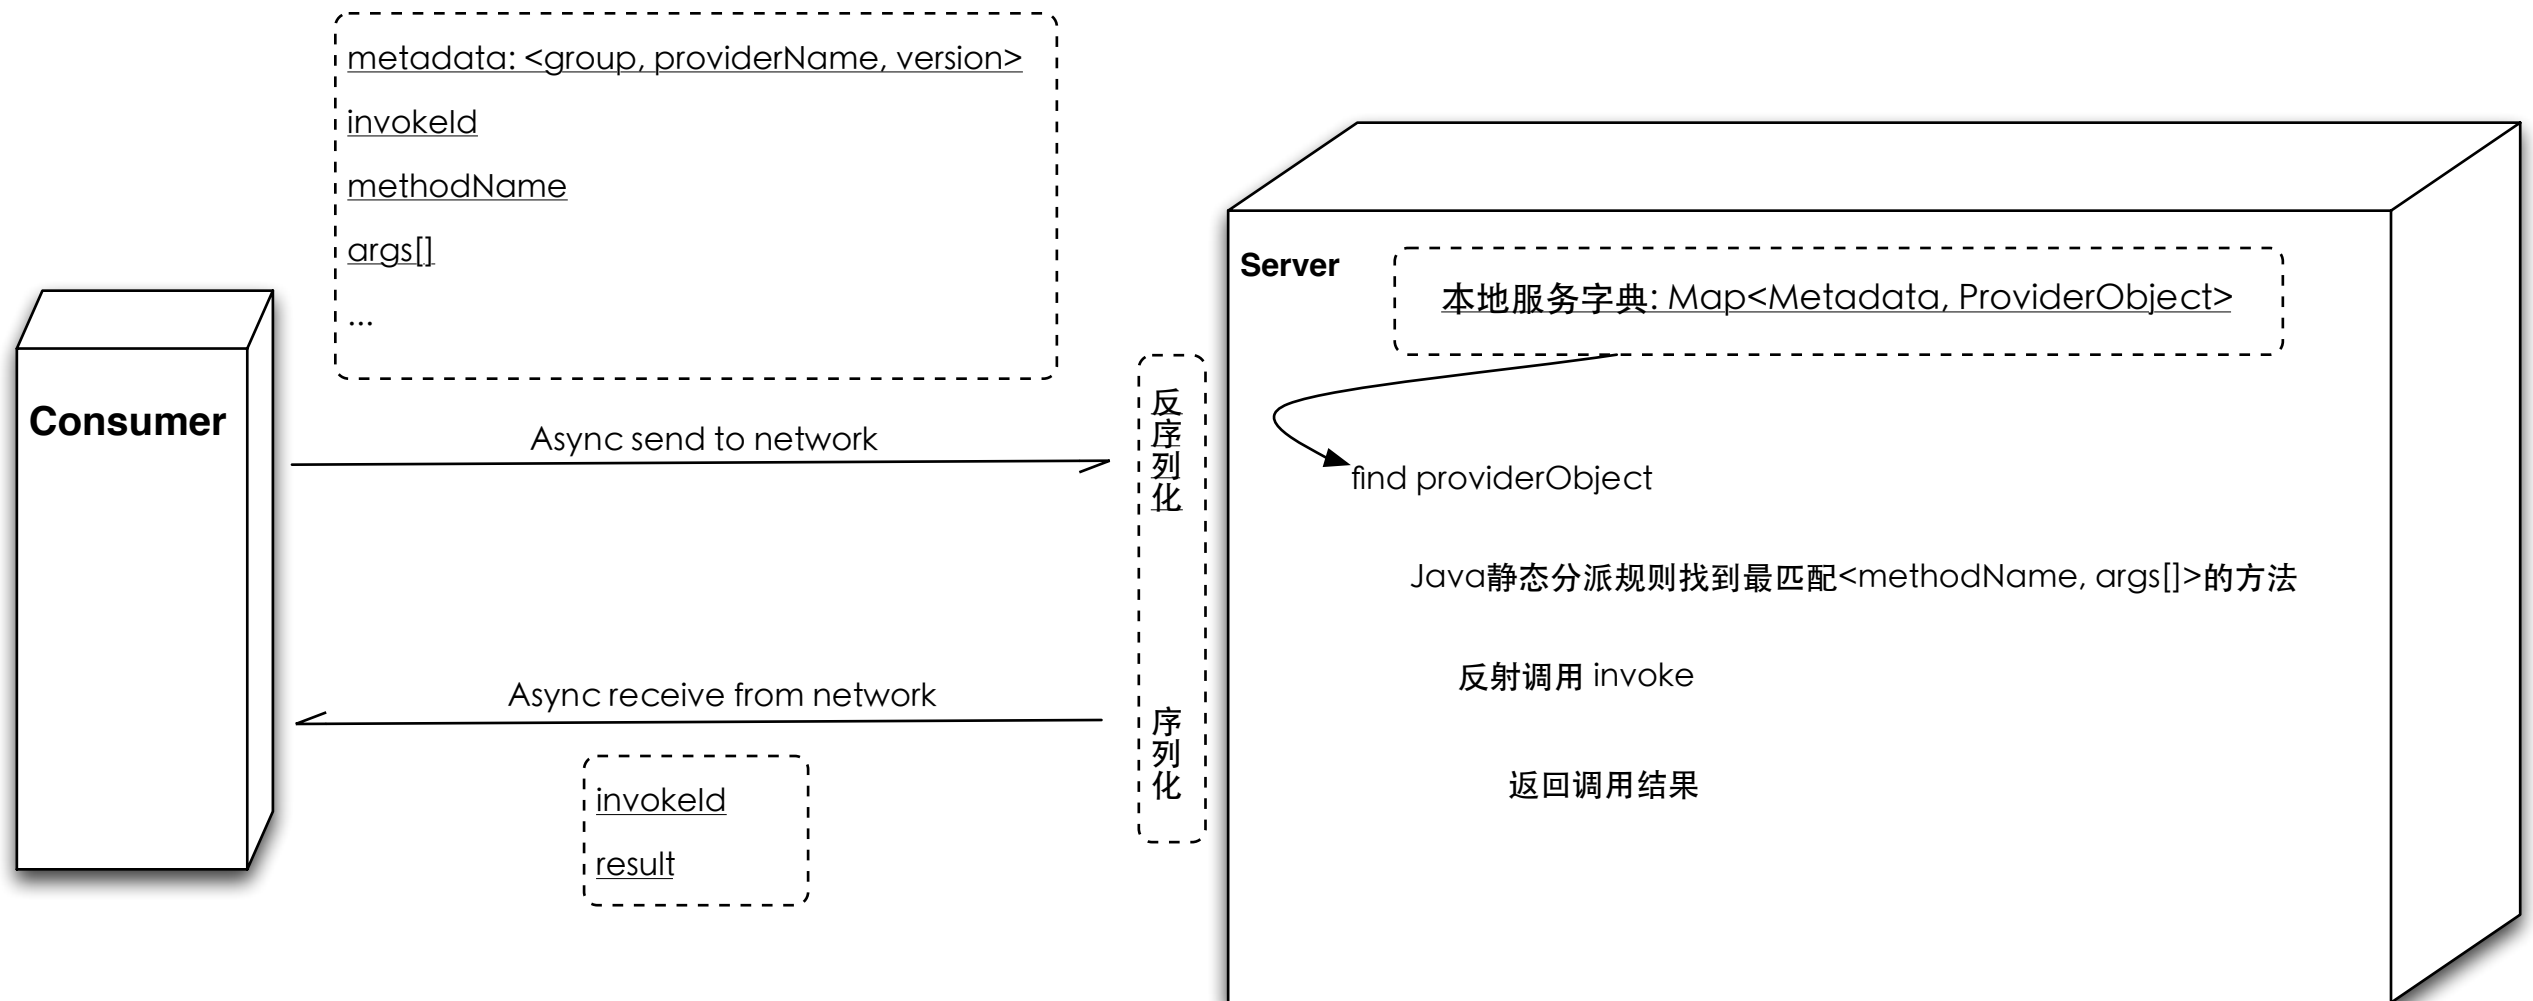 metadata: <group, providerName, version>
invokeId
methodName
args[]
...
Consumer
Async send to network
反序列化
Async receive from network
序列化
invokeId
result
Server
本地服务字典: Map<Metadata, ProviderObject>
find providerObject
Java静态分派规则找到最匹配<methodName, args[]>的方法
反射调用 invoke
返回调用结果